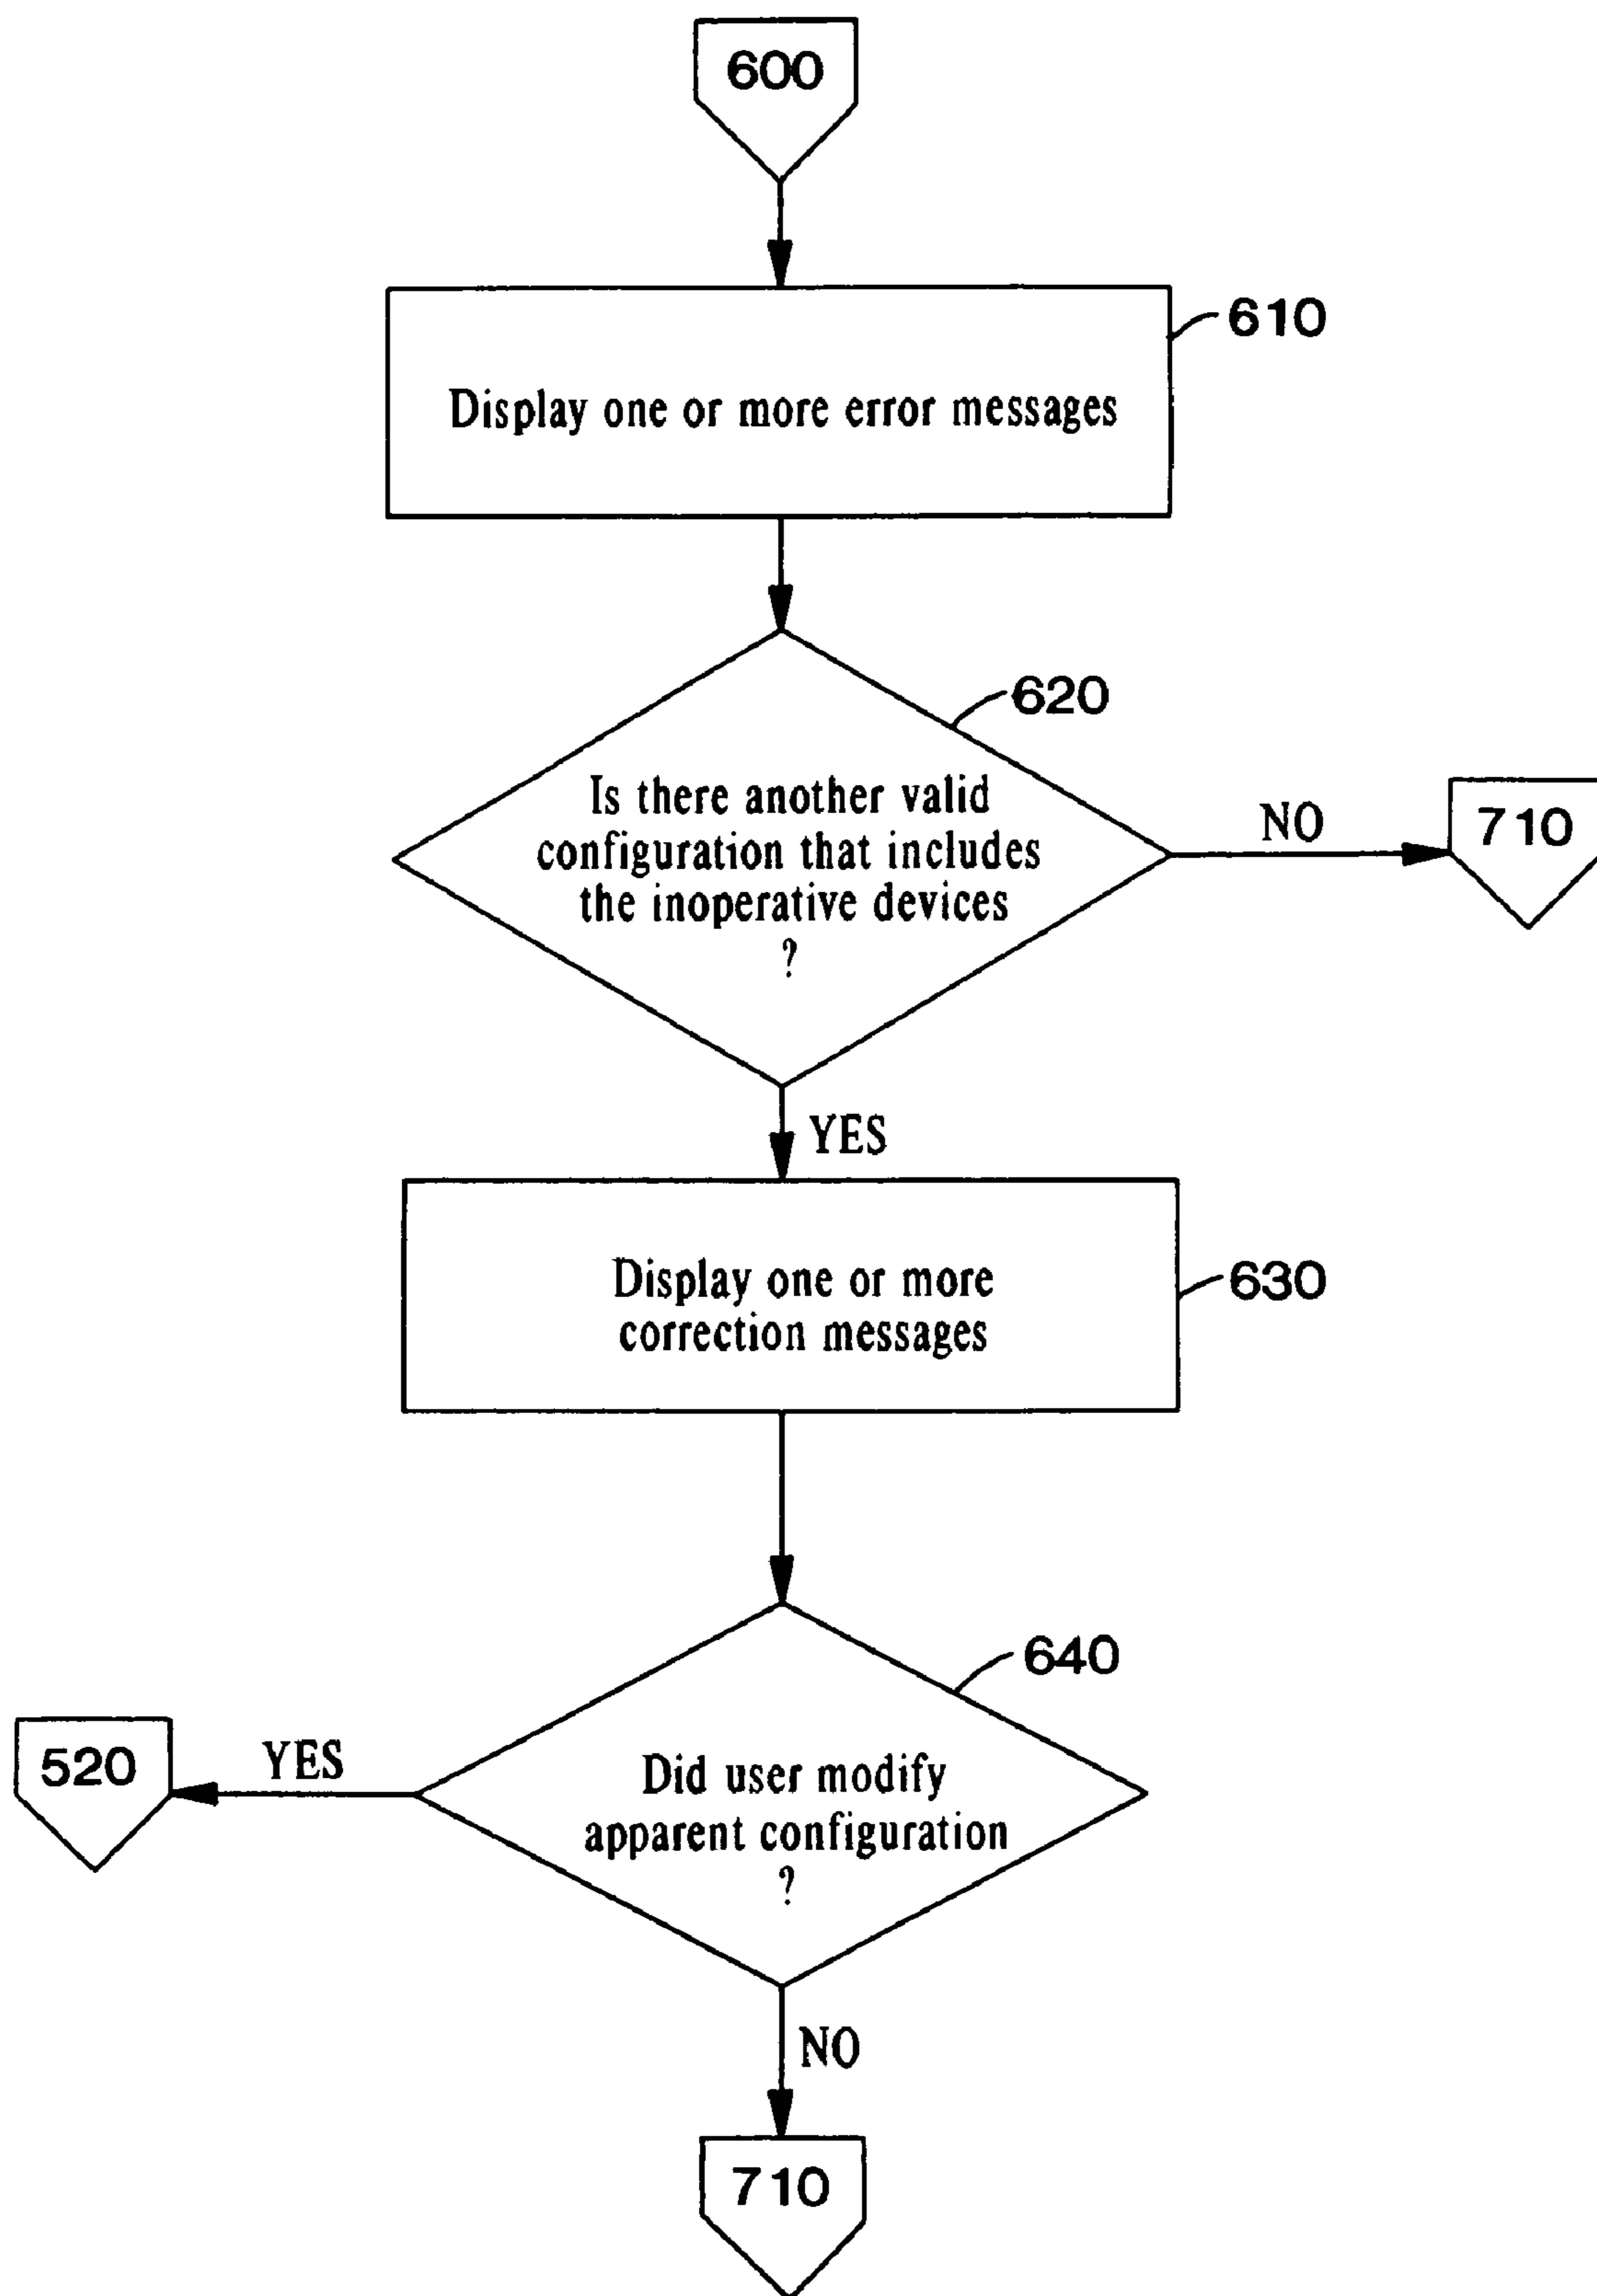 600
610
Display one or more error messages
620
Is there another valid
configuration that includes
the inoperative devices
?
NO
710
YES
Display one or more
correction messages
630
640
520
YES
Did user modify
apparent configuration
?
NO
710